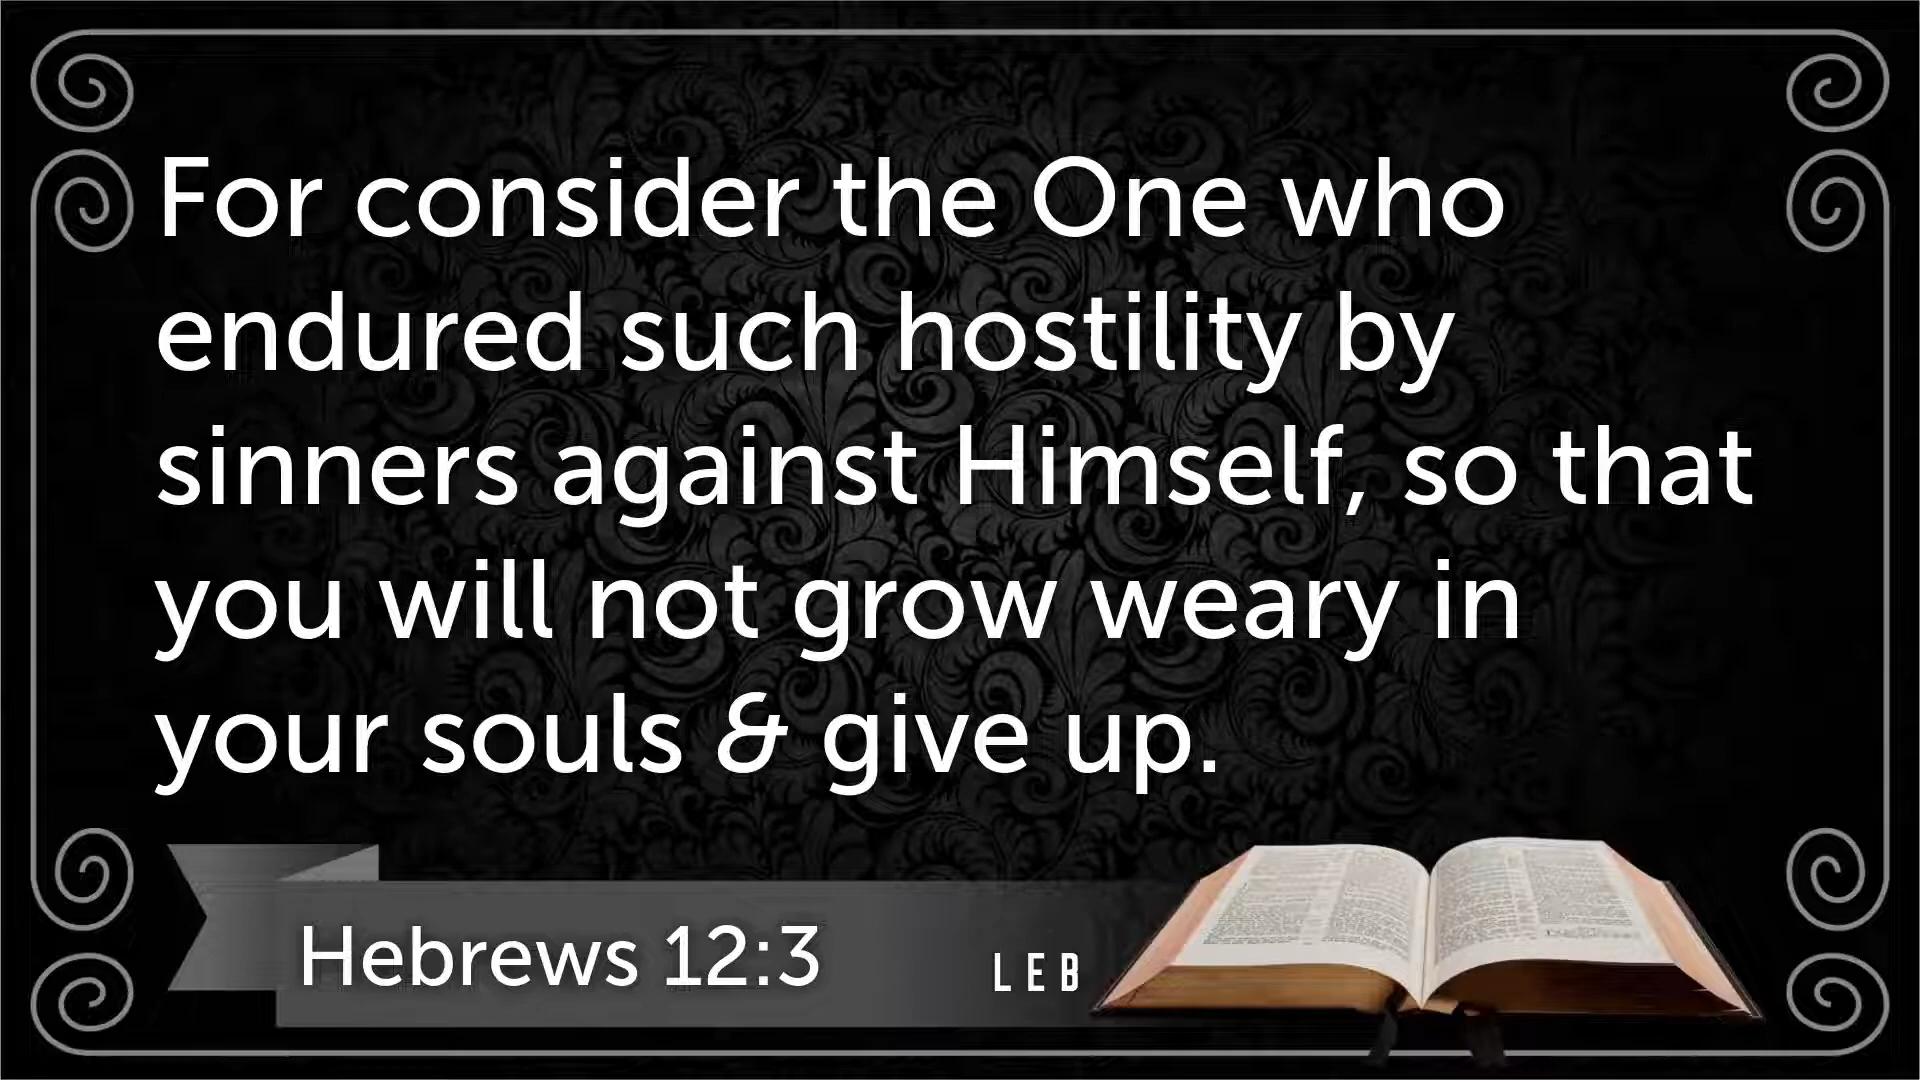 For consider the One who
endured such hostility by
sinners against Himself, so that
you will not grow weary in
your souls & give up.
Hebrews 12:3
LEB